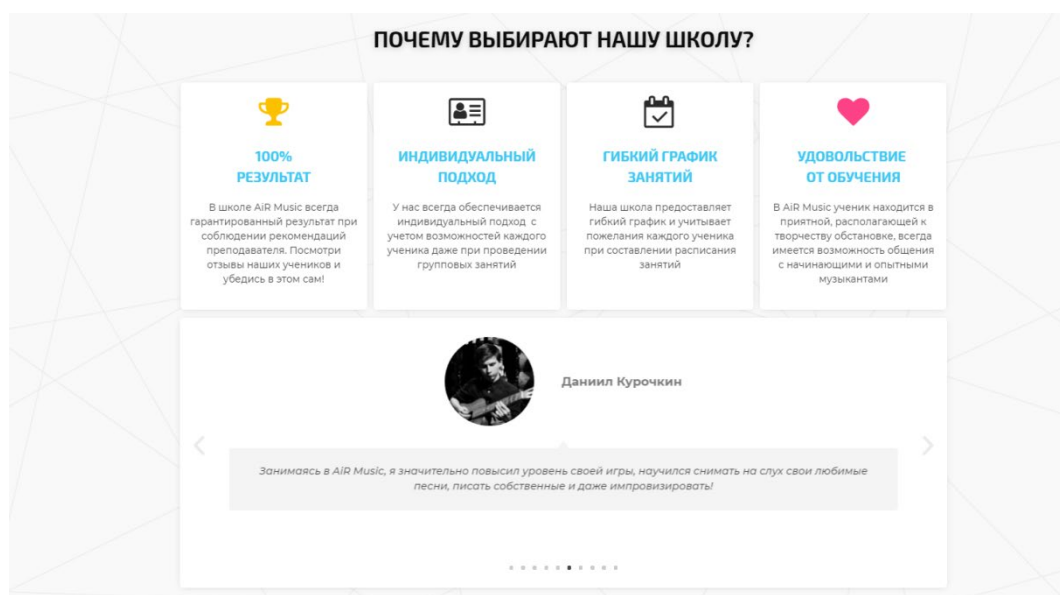 ПОЧЕМУ ВЫБИРАЮТ НАШУ ШКОЛУ?
100%
РЕЗУЛЬТАТ
В школе AiR Music всегда
гарантированный результат при
соблюдении рекомендаций
преподавателя. Посмотри
отзывы наших учеников и
убедись в этом сам!
ИНДИВИДУАЛЬНЫЙ
ПОДХОД
У нас всегда обеспечивается
индивидуальный подход с
учетом возможностей каждого
ученика даже при проведении
групповых занятий
ГИБКИЙ ГРАФИК
ЗАНЯТИЙ
Наша школа предоставляет
гибкий график и учитывает
пожелания каждого ученика
при составлении расписания
занятий
УДОВОЛЬСТВИЕ
ОТ ОБУЧЕНИЯ
В AiR Music ученик находится в
приятной, располагающей к
творчеству обстановке, всегда
имеется возможность общения
с начинающими и опытными
музыкантами
Даниил Курочкин
Занимаясь в AiR Music, я значительно повысил уровень своей игры, научился снимать на слух свои любимые
песни, писать собственные и даже импровизировать!